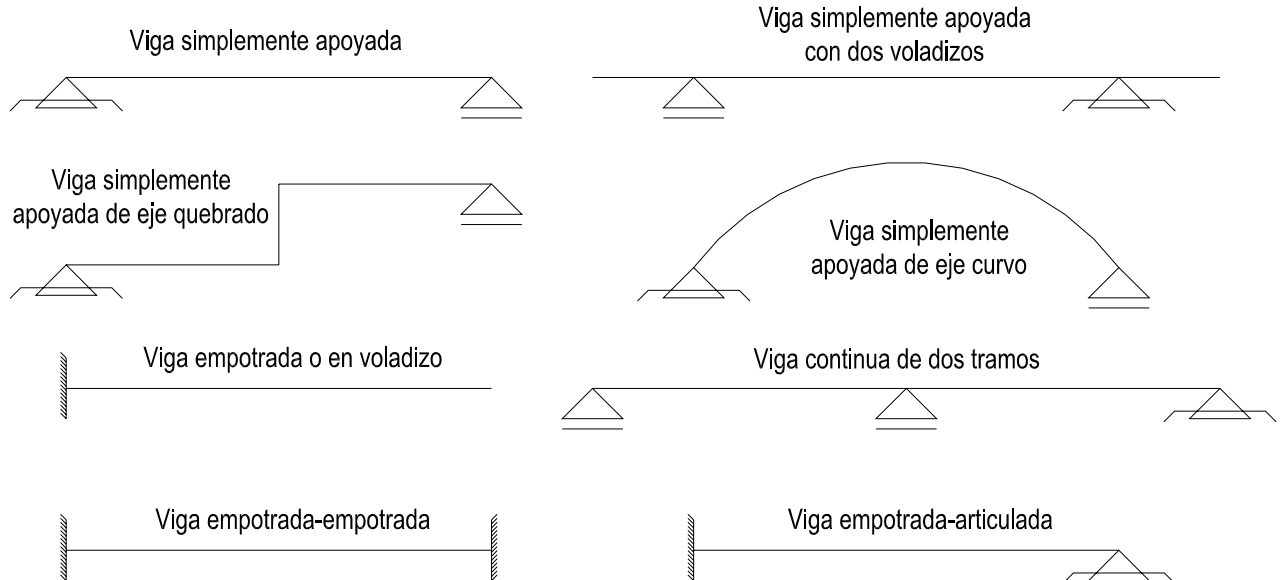 Viga simplemente apoyada
Viga simplemente apoyada
con dos voladizos
Viga simplemente
apoyada de eje quebrado
Viga simplemente
apoyada de eje curvo
Viga empotrada o en voladizo
Viga continua de dos tramos
Viga empotrada-empotrada
Viga empotrada-articulada